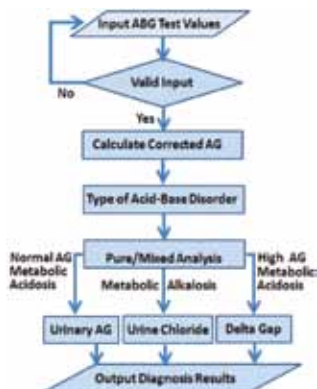 Input ABG Test Values
Valid Input
No
Yes
Calculate Corrected AG
Type of Acid-Base Disorder
Pure/Mixed Analysis
Normal AG
Metabolic
Acidosis
Metabolic Alkalosis
High AG
Metabolic
Acidosis
Urinary AG
Urine Chloride
Delta Gap
Output Diagnosis Results